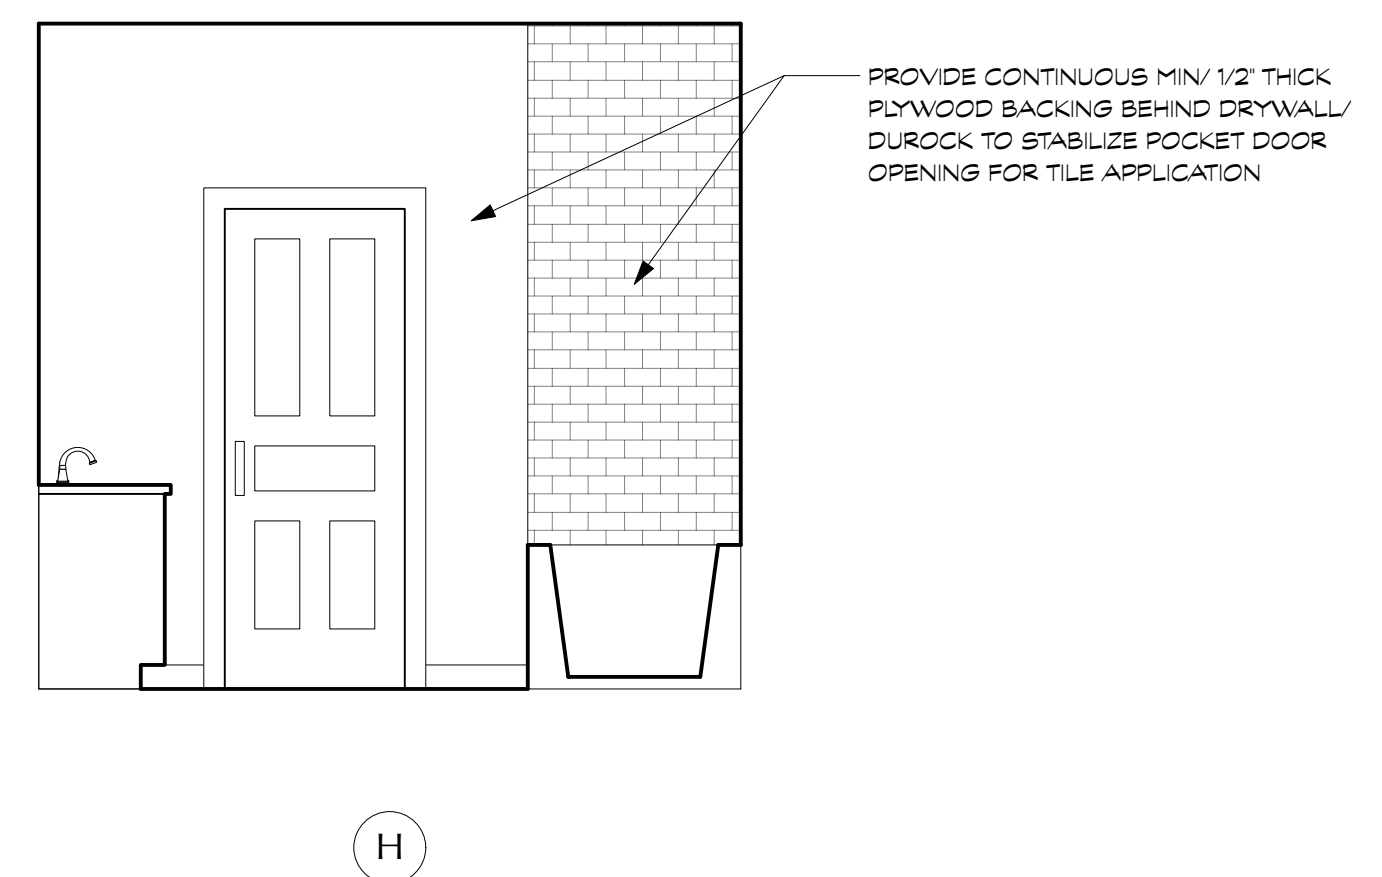 PROVIDE CONTINUOUS MIN/ 1/2" THICK
PLYWOOD BACKING BEHIND DRYWALL/
DUROCK TO STABILIZE POCKET DOOR
OPENING FOR TILE APPLICATION
H